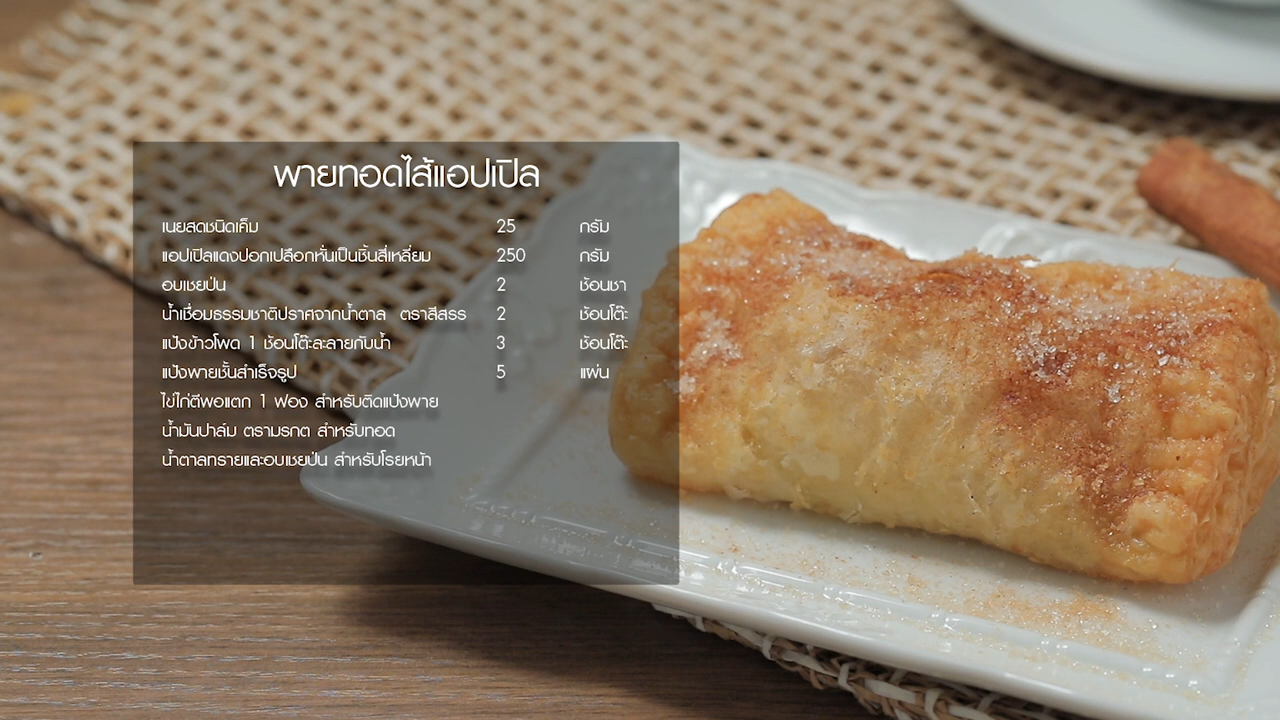 พายทอดไส้แอปเปิล
เนยสดชนิดเค็ม 25 กรัม
แอปเปิลแดงปอกเปลือกหั่นเป็นชิ้นสี่เหลี่ยม 250 กรัม
อบเชยป่น 2 ช้อนชา
น้ำเชื่อมธรรมชาติปราศจากน้ำตาล ตราสีสรร 2 ช้อนโต๊ะ
แป้งข้าวโพด 1 ช้อนโต๊ะละลายกับน้ำ 3 ช้อนโต๊ะ
แป้งพายชั้นสำเร็จรูป 5 แผ่น
ไข่ไก่ตีพอแตก 1 ฟอง สำหรับติดแป้งพาย
น้ำมันปาล์ม ตรามรกต สำหรับทอด
น้ำตาลทรายและอบเชยป่น สำหรับโรยหน้า